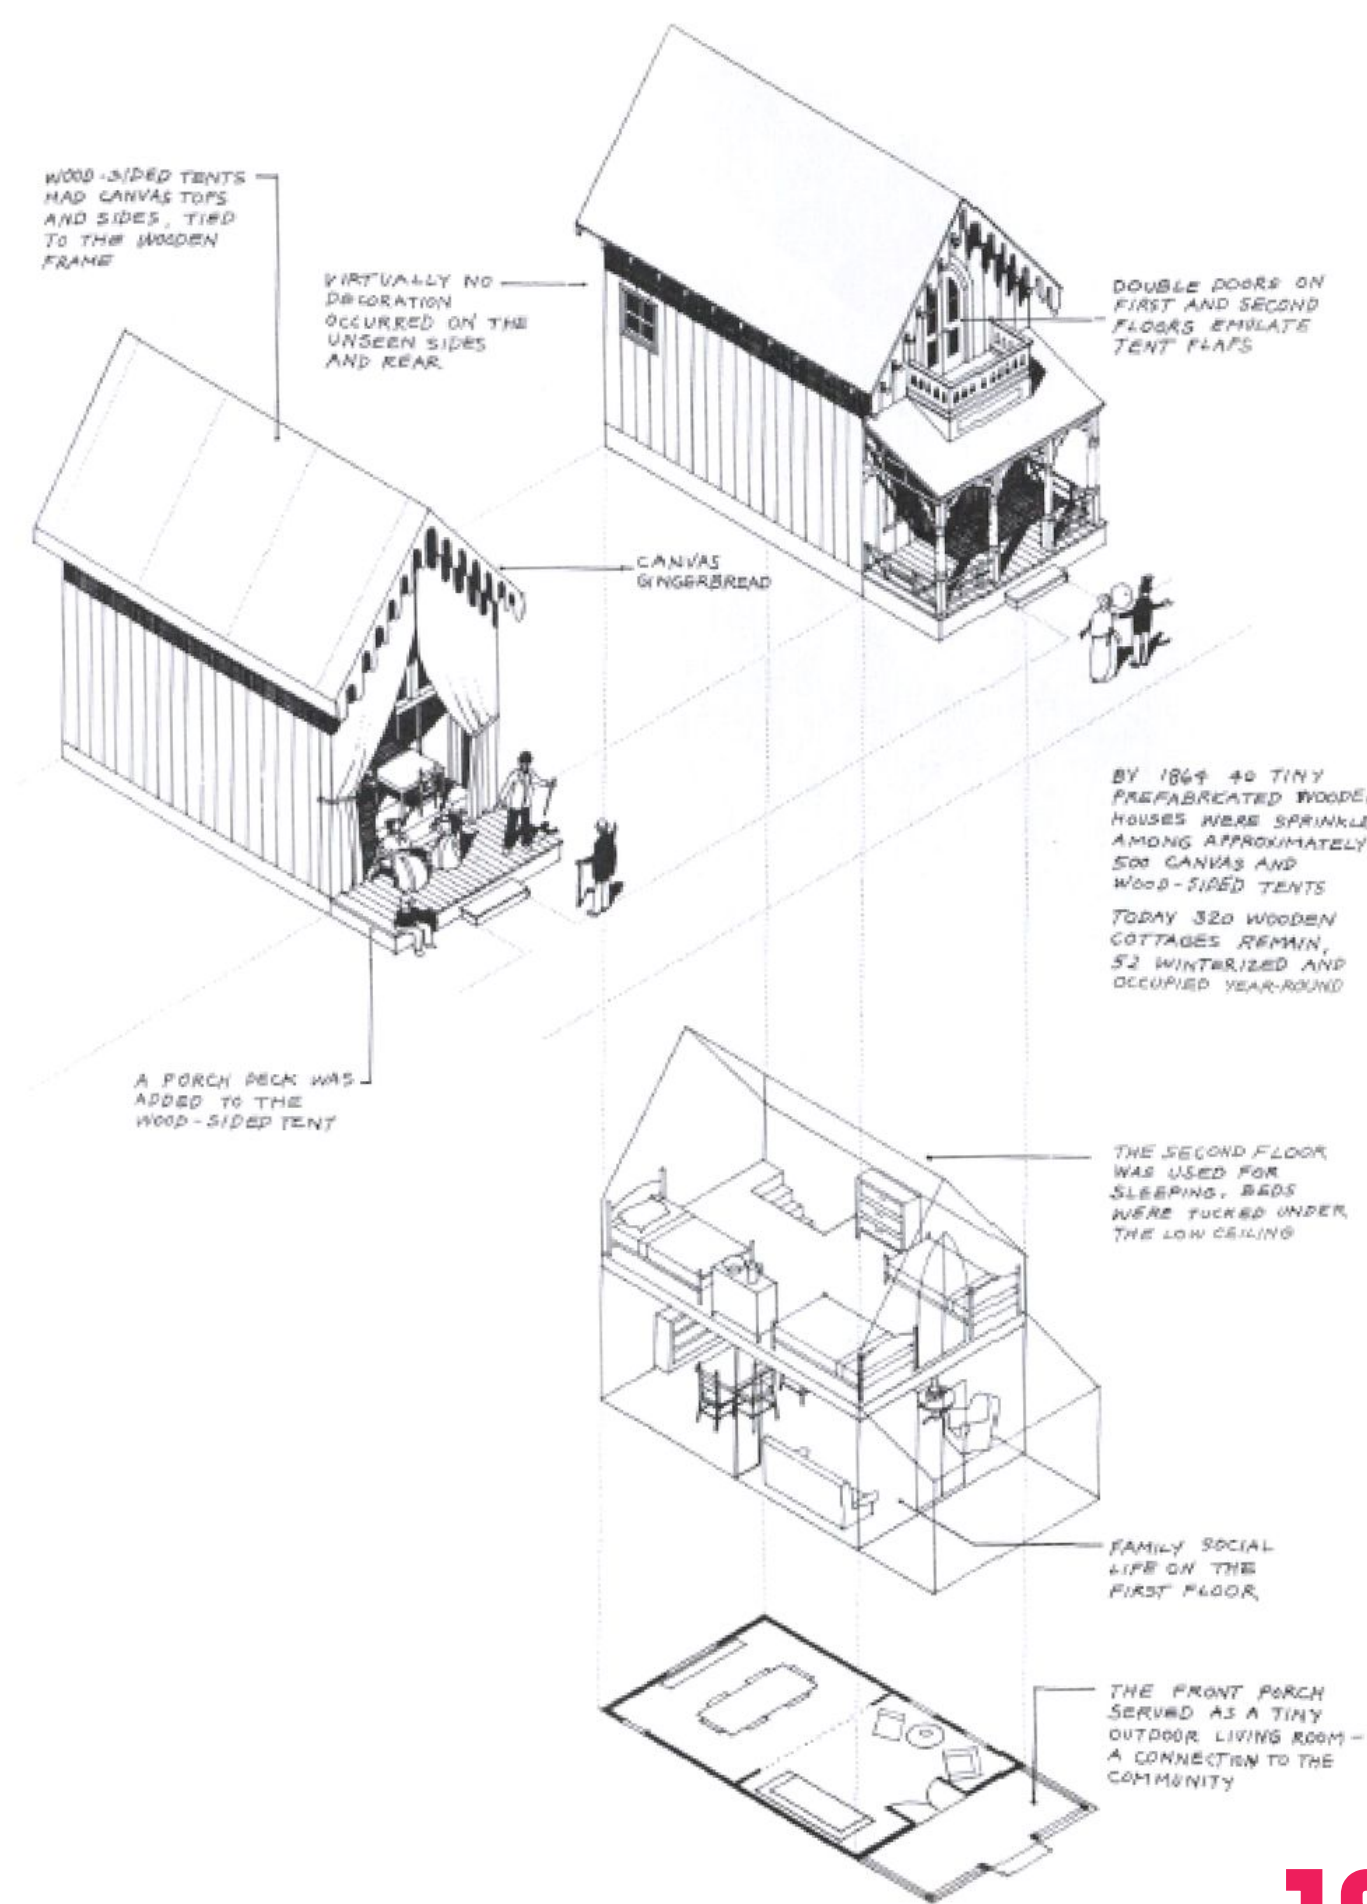 WOOD-SIDED TENTS
HAD CANVAS TOPS
AND SIDES, TIED
TO THE WOODEN
FRAME
VIRTUALLY NO
DECORATION
OCCURRED ON THE
UNSEEN SIDES
AND REAR
DOUBLE DOORS ON
FIRST AND SECOND
FLOORS EMULATE
TENT FLAPS
CANVAS
GINGERBREAD
BY 1864 40 TINY
PREFABRICATED WOODE
HOUSES WERE SPRINKLE
AMONG APPROXIMATELY
500 CANVAS AND
WOOD-SIDED TENTS
TODAY 320 WOODEN
COTTAGES REMAIN,
52 WINTERIZED AND
OCCUPIED YEAR-ROUND
A PORCH DECK WAS
ADDED TO THE
WOOD-SIDED TENT
THE SECOND FLOOR
WAS USED FOR
SLEEPING. BEDS
WERE TUCKED UNDER
THE LOW CEILING
FAMILY SOCIAL
LIFE ON THE
FIRST FLOOR
THE FRONT PORCH
SERVED AS A TINY
OUTDOOR LIVING ROOM –
A CONNECTION TO THE
COMMUNITY